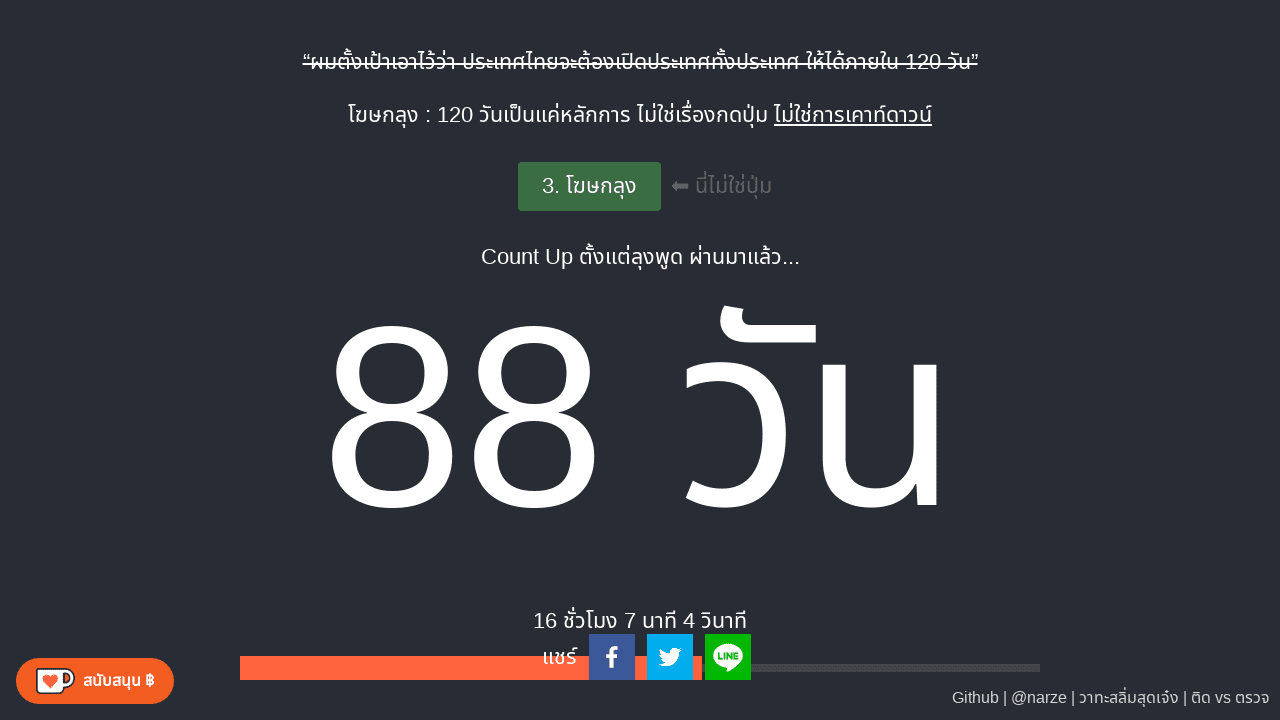 “ผมตั้งเป้าเอาไว้ว่า ประเทศไทยจะต้องเปิดประเทศทั้งประเทศ ให้ได้ภายใน 120 วัน”
โฆษกลุง : 120 วันเป็นแค่หลักการ ไม่ใช่เรื่องกดปุ่ม ไม่ใช่การเคาท์ดาวน์
3. โฆษกลุง ⬅ นี่ไม่ใช่ปุ่ม
Count Up ตั้งแต่ลุงพูด ผ่านมาแล้ว...
88 วัน
16 ชั่วโมง 7 นาที 4 วินาที
แชร์ LINE
สนับสนุน ฿
Github | @narze | วาทะสลิ่มสุดเจ๋ง | ติด vs ตรวจ